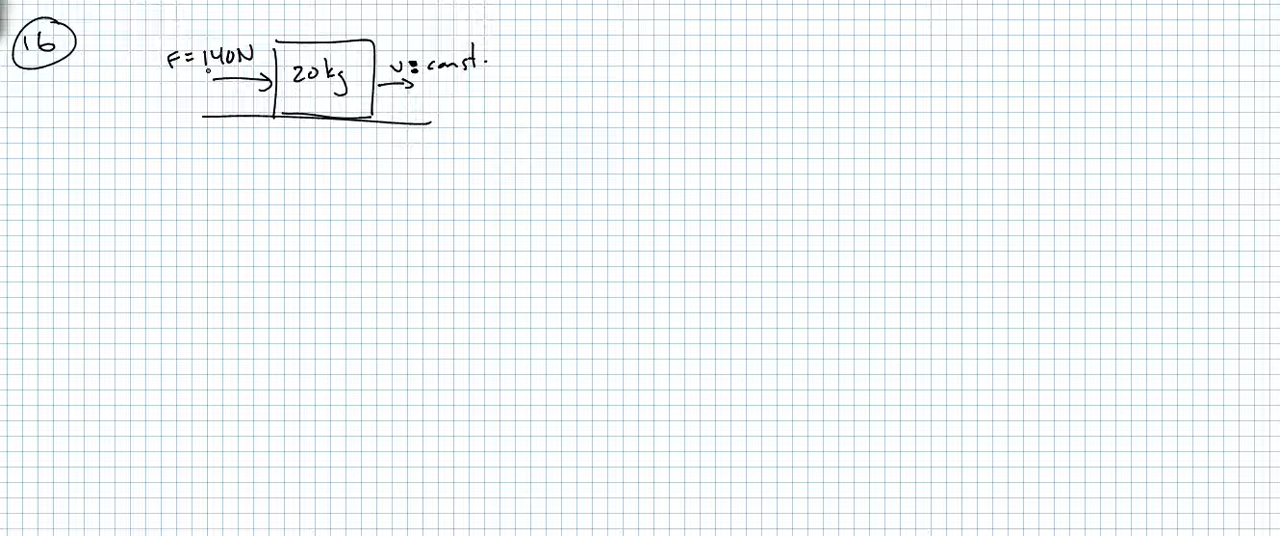 16
F = 140N
20kg
v = const.